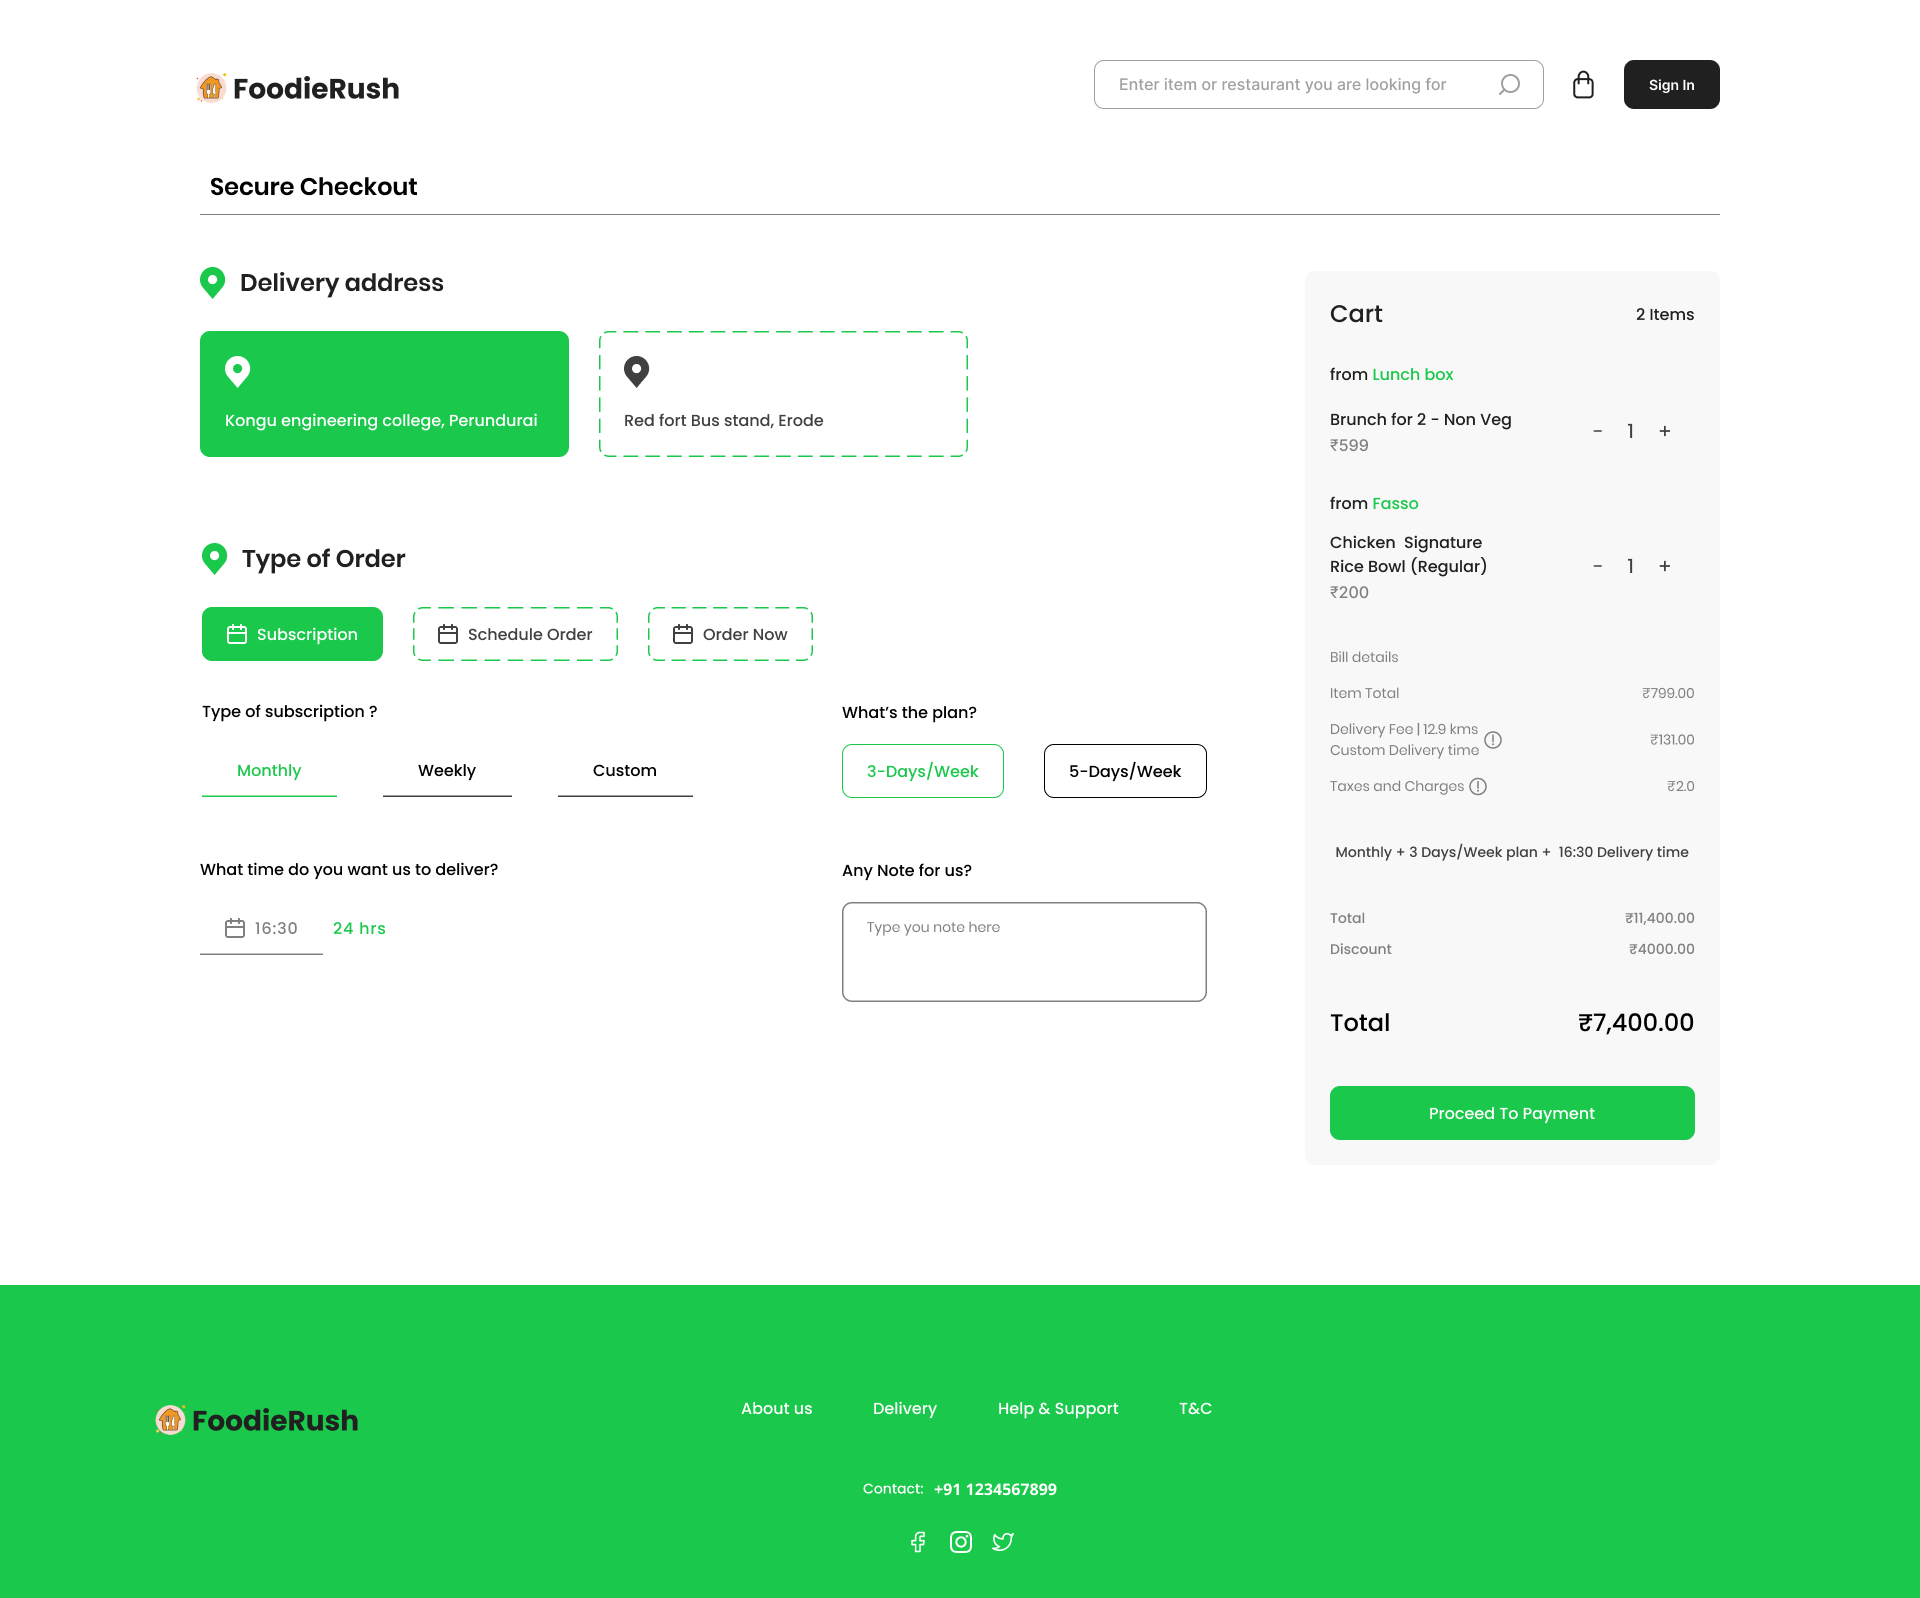 FoodieRush
Enter item or restaurant you are looking for
Sign In
Secure Checkout
Delivery address
Kongu engineering college, Perundurai
Red fort Bus stand, Erode
Type of Order
Subscription
Schedule Order
Order Now
Type of subscription ?
Monthly
Weekly
Custom
What's the plan?
3-Days/Week
5-Days/Week
What time do you want us to deliver?
16:30
24 hrs
Any Note for us?
Type you note here
Cart
2 Items
from Lunch box
Brunch for 2 - Non Veg
₹599
- 1 +
from Fasso
Chicken  Signature
Rice Bowl (Regular)
₹200
- 1 +
Bill details
Item Total ₹799.00
Delivery Fee | 12.9 kms
Custom Delivery time
₹131.00
Taxes and Charges ₹2.0
Monthly + 3 Days/Week plan +  16:30 Delivery time
Total ₹11,400.00
Discount ₹4000.00
Total ₹7,400.00
Proceed To Payment
FoodieRush
About us
Delivery
Help & Support
T&C
Contact: +91 1234567899